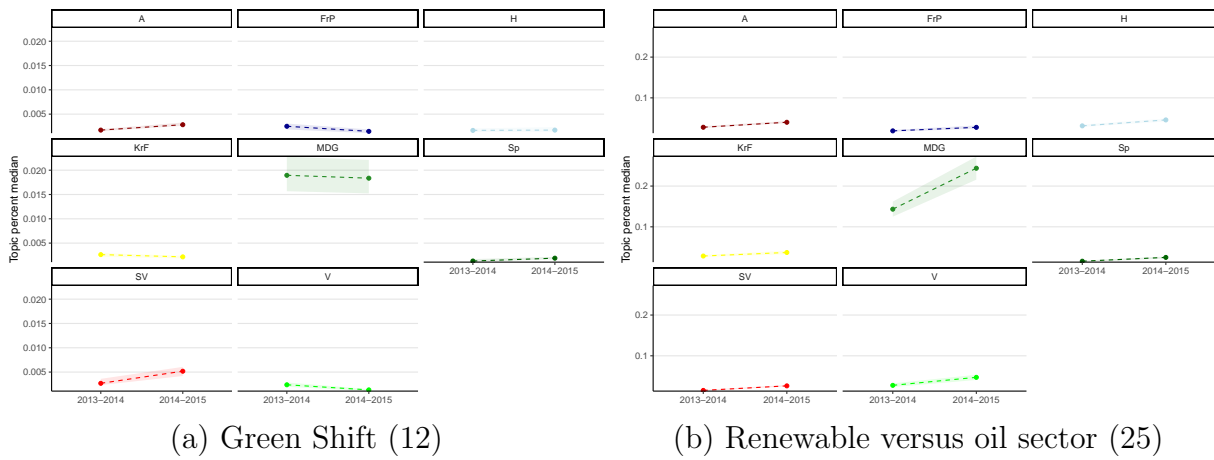 A FrP H
0.020
0.015
0.010
0.005
KrF MDG Sp
0.020
0.015
0.010
0.005
2013−2014 2014−2015
SV V
0.020
0.015
0.010
0.005
2013−2014 2014−2015 2013−2014 2014−2015
Topic percent median
(a) Green Shift (12)
A FrP H
0.2
0.1
KrF MDG Sp
0.2
0.1
2013−2014 2014−2015
SV V
0.2
0.1
2013−2014 2014−2015 2013−2014 2014−2015
Topic percent median
(b) Renewable versus oil sector (25)